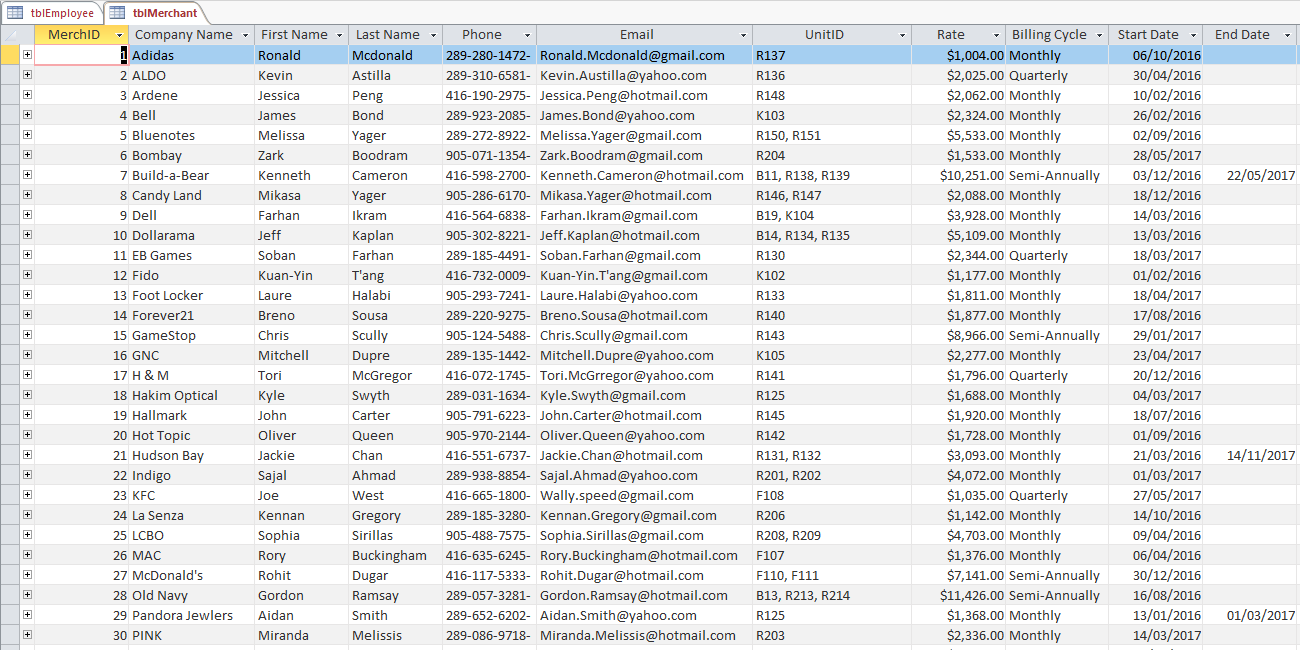 tblEmployee tblMerchant
MerchID Company Name First Name Last Name Phone Email UnitID Rate Billing Cycle Start Date End Date
1 Adidas Ronald Mcdonald 289-280-1472- Ronald.Mcdonald@gmail.com R137 $1,004.00 Monthly 06/10/2016
2 ALDO Kevin Astilla 289-310-6581- Kevin.Austilla@yahoo.com R136 $2,025.00 Quarterly 30/04/2016
3 Ardene Jessica Peng 416-190-2975- Jessica.Peng@hotmail.com R148 $2,062.00 Monthly 10/02/2016
4 Bell James Bond 289-923-2085- James.Bond@yahoo.com K103 $2,324.00 Monthly 26/02/2016
5 Bluenotes Melissa Yager 289-272-8922- Melissa.Yager@gmail.com R150, R151 $5,533.00 Monthly 02/09/2016
6 Bombay Zark Boodram 905-071-1354- Zark.Boodram@gmail.com R204 $1,533.00 Monthly 28/05/2017
7 Build-a-Bear Kenneth Cameron 416-598-2700- Kenneth.Cameron@hotmail.com B11, R138, R139 $10,251.00 Semi-Annually 03/12/2016 22/05/2017
8 Candy Land Mikasa Yager 905-286-6170- Mikasa.Yager@hotmail.com R146, R147 $2,088.00 Monthly 18/12/2016
9 Dell Farhan Ikram 416-564-6838- Farhan.Ikram@gmail.com B19, K104 $3,928.00 Monthly 14/03/2016
10 Dollarama Jeff Kaplan 905-302-8221- Jeff.Kaplan@hotmail.com B14, R134, R135 $5,109.00 Monthly 13/03/2016
11 EB Games Soban Farhan 289-185-4491- Soban.Farhan@gmail.com R130 $2,344.00 Quarterly 18/03/2017
12 Fido Kuan-Yin T'ang 416-732-0009- Kuan-Yin.T'ang@gmail.com K102 $1,177.00 Monthly 01/02/2016
13 Foot Locker Laure Halabi 905-293-7241- Laure.Halabi@yahoo.com R133 $1,811.00 Monthly 18/04/2017
14 Forever21 Breno Sousa 289-220-9275- Breno.Sousa@hotmail.com R140 $1,877.00 Monthly 17/08/2016
15 GameStop Chris Scully 905-124-5488- Chris.Scully@gmail.com R143 $8,966.00 Semi-Annually 29/01/2017
16 GNC Mitchell Dupre 289-135-1442- Mitchell.Dupre@yahoo.com K105 $2,277.00 Monthly 23/04/2017
17 H & M Tori McGregor 416-072-1745- Tori.McGrregor@yahoo.com R141 $1,796.00 Quarterly 20/12/2016
18 Hakim Optical Kyle Swyth 289-031-1634- Kyle.Swyth@gmail.com R125 $1,688.00 Monthly 04/03/2017
19 Hallmark John Carter 905-791-6223- John.Carter@hotmail.com R145 $1,920.00 Monthly 18/07/2016
20 Hot Topic Oliver Queen 905-970-2144- Oliver.Queen@yahoo.com R142 $1,728.00 Monthly 01/09/2016
21 Hudson Bay Jackie Chan 416-551-6737- Jackie.Chan@hotmail.com R131, R132 $3,093.00 Monthly 21/03/2016 14/11/2017
22 Indigo Sajal Ahmad 289-938-8854- Sajal.Ahmad@yahoo.com R201, R202 $4,072.00 Monthly 01/03/2017
23 KFC Joe West 416-665-1800- Wally.speed@gmail.com F108 $1,035.00 Quarterly 27/05/2017
24 La Senza Kennan Gregory 289-185-3280- Kennan.Gregory@gmail.com R206 $1,142.00 Monthly 14/10/2016
25 LCBO Sophia Sirillas 905-488-7575- Sophia.Sirillas@gmail.com R208, R209 $4,703.00 Monthly 09/04/2016
26 MAC Rory Buckingham 416-635-6245- Rory.Buckingham@hotmail.com F107 $1,376.00 Monthly 06/04/2016
27 McDonald's Rohit Dugar 416-117-5333- Rohit.Dugar@hotmail.com F110, F111 $7,141.00 Semi-Annually 30/12/2016
28 Old Navy Gordon Ramsay 289-057-3281- Gordon.Ramsay@hotmail.com B13, R213, R214 $11,426.00 Semi-Annually 16/08/2016
29 Pandora Jewlers Aidan Smith 289-652-6202- Aidan.Smith@yahoo.com R125 $1,368.00 Monthly 13/01/2016 01/03/2017
30 PINK Miranda Melissis 289-086-9718- Miranda.Melissis@hotmail.com R203 $2,336.00 Monthly 14/03/2017